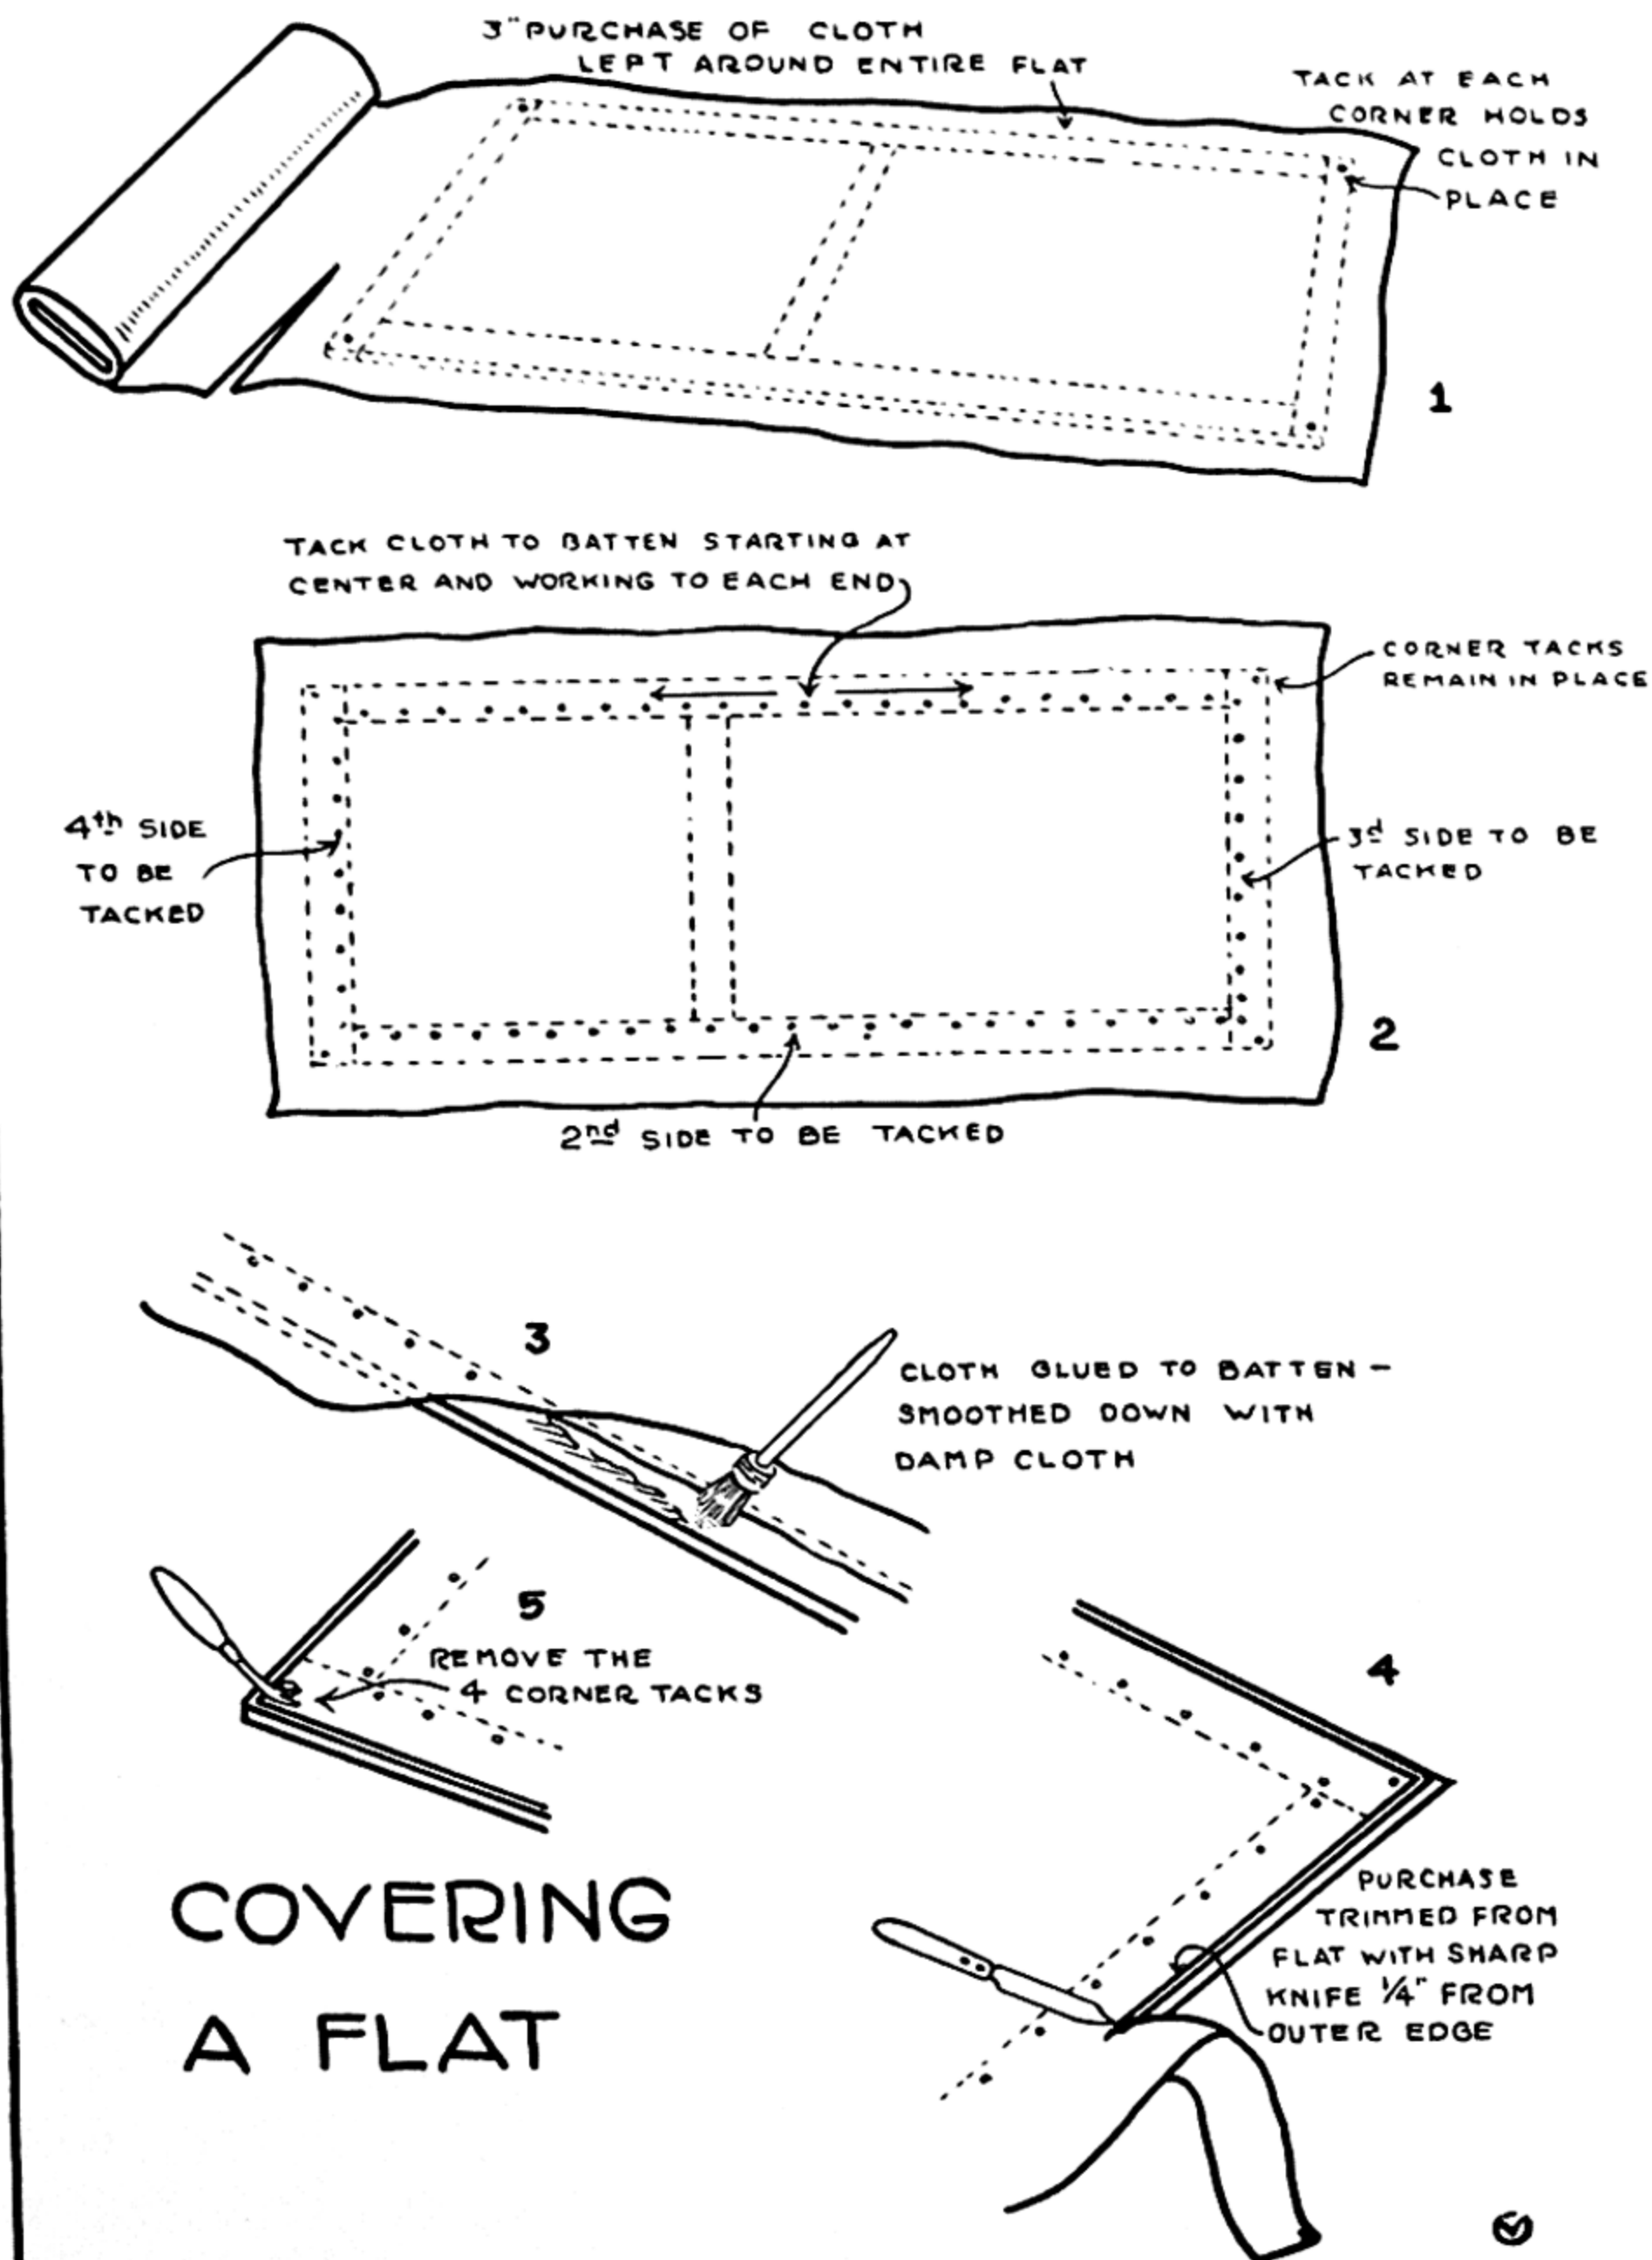 3" PURCHASE OF CLOTH
LEFT AROUND ENTIRE FLAT
TACK AT EACH
CORNER HOLDS
CLOTH IN
PLACE
1
TACK CLOTH TO BATTEN STARTING AT
CENTER AND WORKING TO EACH END
CORNER TACKS
REMAIN IN PLACE
4th SIDE
TO BE
TACKED
3d SIDE TO BE
TACKED
2
2nd SIDE TO BE TACKED
3
CLOTH GLUED TO BATTEN -
SMOOTHED DOWN WITH
DAMP CLOTH
5
REMOVE THE
4 CORNER TACKS
4
PURCHASE
TRIMMED FROM
FLAT WITH SHARP
KNIFE 1/4" FROM
OUTER EDGE
COVERING
A FLAT